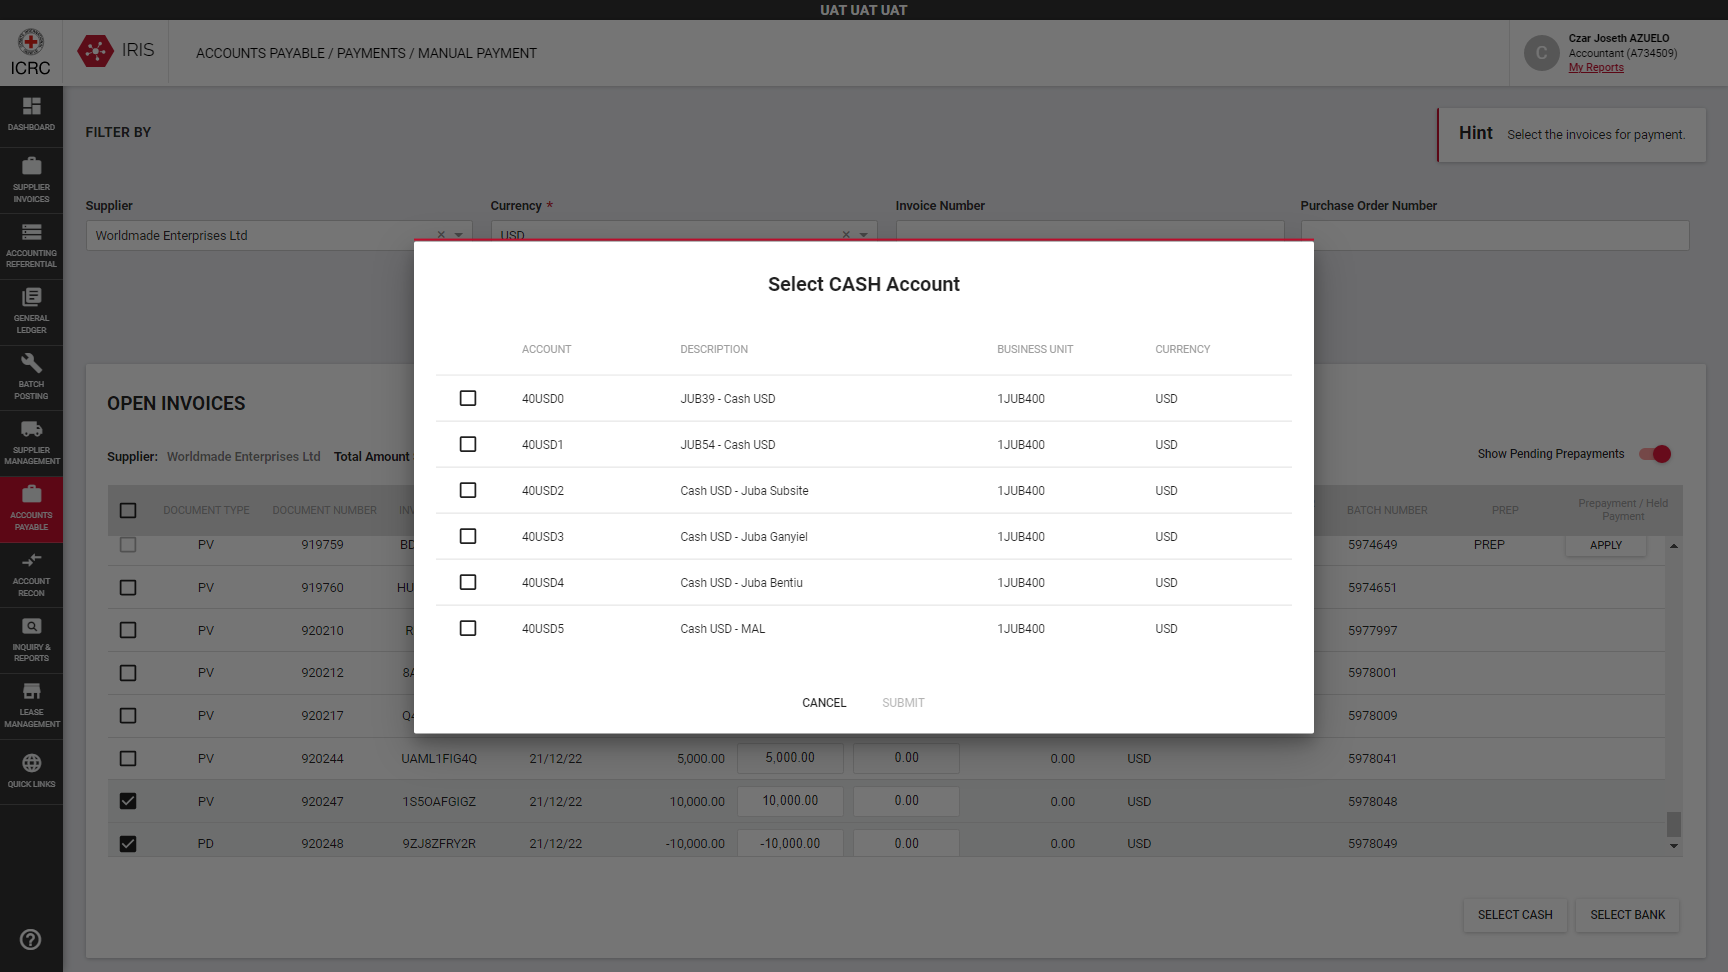 UAT UAT UAT
ICRC
IRIS
ACCOUNTS PAYABLE / PAYMENTS / MANUAL PAYMENT
C
Czar Joseth AZUELO
Accountant (A734509)
My Reports
DASHBOARD
SUPPLIER
INVOICES
ACCOUNTING
REFERENTIAL
GENERAL
LEDGER
BATCH
POSTING
SUPPLIER
MANAGEMENT
ACCOUNTS
PAYABLE
ACCOUNT
RECON
INQUIRY &
REPORTS
LEASE
MANAGEMENT
QUICK LINKS
FILTER BY
Hint Select the invoices for payment.
Supplier Currency * Invoice Number Purchase Order Number
Worldmade Enterprises Ltd USD
Select CASH Account
ACCOUNT DESCRIPTION BUSINESS UNIT CURRENCY
40USD0 JUB39 - Cash USD 1JUB400 USD
40USD1 JUB54 - Cash USD 1JUB400 USD
40USD2 Cash USD - Juba Subsite 1JUB400 USD
40USD3 Cash USD - Juba Ganyiel 1JUB400 USD
40USD4 Cash USD - Juba Bentiu 1JUB400 USD
40USD5 Cash USD - MAL 1JUB400 USD
CANCEL SUBMIT
OPEN INVOICES
Supplier: Worldmade Enterprises Ltd Total Amount
Show Pending Prepayments
DOCUMENT TYPE DOCUMENT NUMBER BATCH NUMBER PREP Prepayment / Held
Payment
PV 919759 5974649 PREP APPLY
PV 919760 5974651
PV 920210 5977997
PV 920212 5978001
PV 920217 5978009
PV 920244 UAML1FIG4Q 21/12/22 5,000.00 5,000.00 0.00 0.00 USD 5978041
PV 920247 1S5OAFGIGZ 21/12/22 10,000.00 10,000.00 0.00 0.00 USD 5978048
PD 920248 9ZJ8ZFRY2R 21/12/22 -10,000.00 -10,000.00 0.00 0.00 USD 5978049
SELECT CASH SELECT BANK